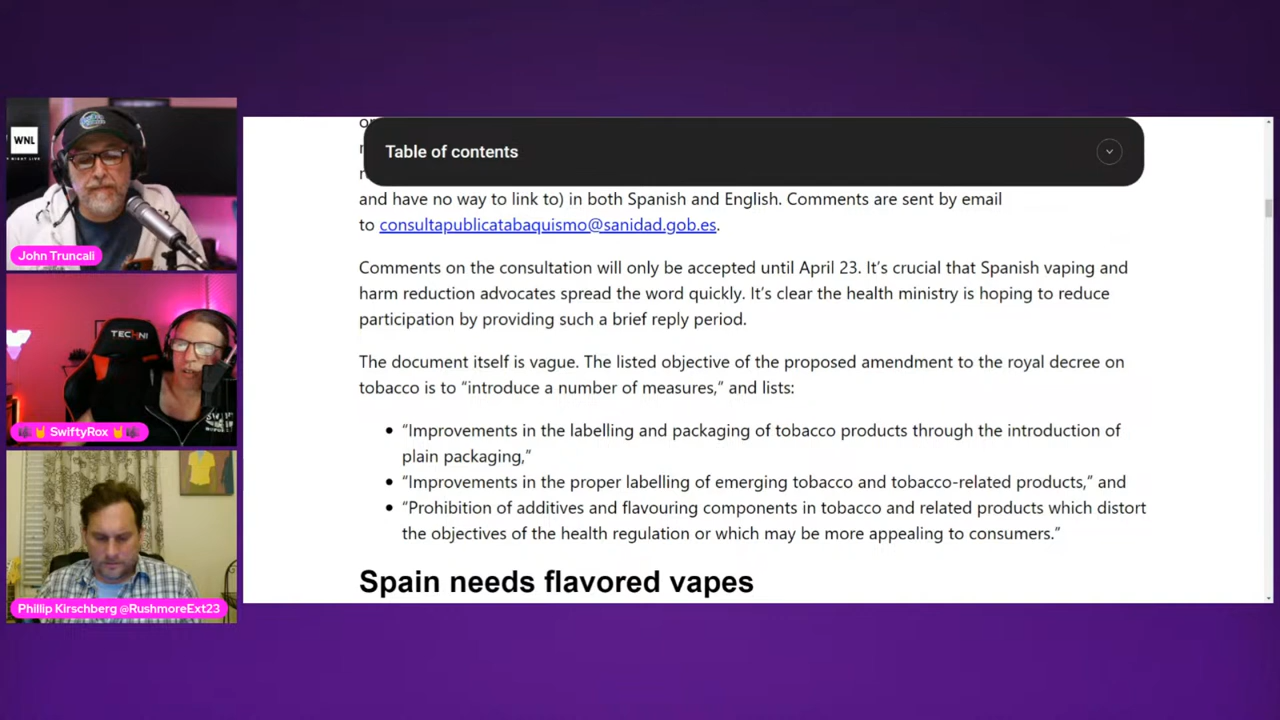 WNL
NIGHT LIVE
John Truncali
TECHNI
SwiftyRox
Phillip Kirschberg @RushmoreExt23
Table of contents
and have no way to link to) in both Spanish and English. Comments are sent by email
to consultapublicatabaquismo@sanidad.gob.es.
Comments on the consultation will only be accepted until April 23. It’s crucial that Spanish vaping and
harm reduction advocates spread the word quickly. It’s clear the health ministry is hoping to reduce
participation by providing such a brief reply period.
The document itself is vague. The listed objective of the proposed amendment to the royal decree on
tobacco is to “introduce a number of measures,” and lists:
• “Improvements in the labelling and packaging of tobacco products through the introduction of
plain packaging,”
• “Improvements in the proper labelling of emerging tobacco and tobacco-related products,” and
• “Prohibition of additives and flavouring components in tobacco and related products which distort
the objectives of the health regulation or which may be more appealing to consumers.”
Spain needs flavored vapes